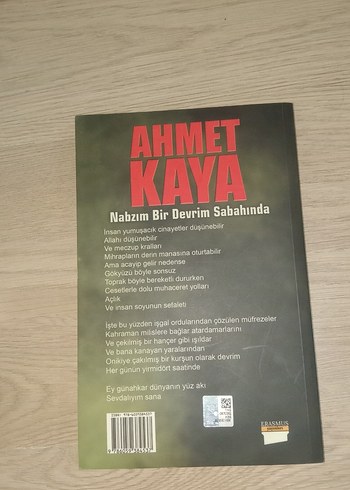 AHMET
KAYA
Nabzım Bir Devrim Sabahında
İnsan yumuşacık cinayetler düşünebilir
Allahı düşünebilir
Ve meczup kralları
Mihrapların derin manasına oturtabilir
Ama acayip gelir nedense
Gökyüzü böyle sonsuz
Toprak böyle bereketli dururken
Cesetlerle dolu muhaceret yolları
Açlık
Ve insan soyunun sefaleti
İşte bu yüzden işgal ordularından çözülen müfrezeler
Kahraman milislere bağlar atardamarlarını
Ve çekilmiş bir hançer gibi ışıldar
Ve bana kanayan yaralarından
Onikiye çakılmış bir kurşun olarak devrim
Her günün yirmidört saatinde
Ey günahkar dünyanın yüz akı
Sevdalıyım sana
ERASMUS